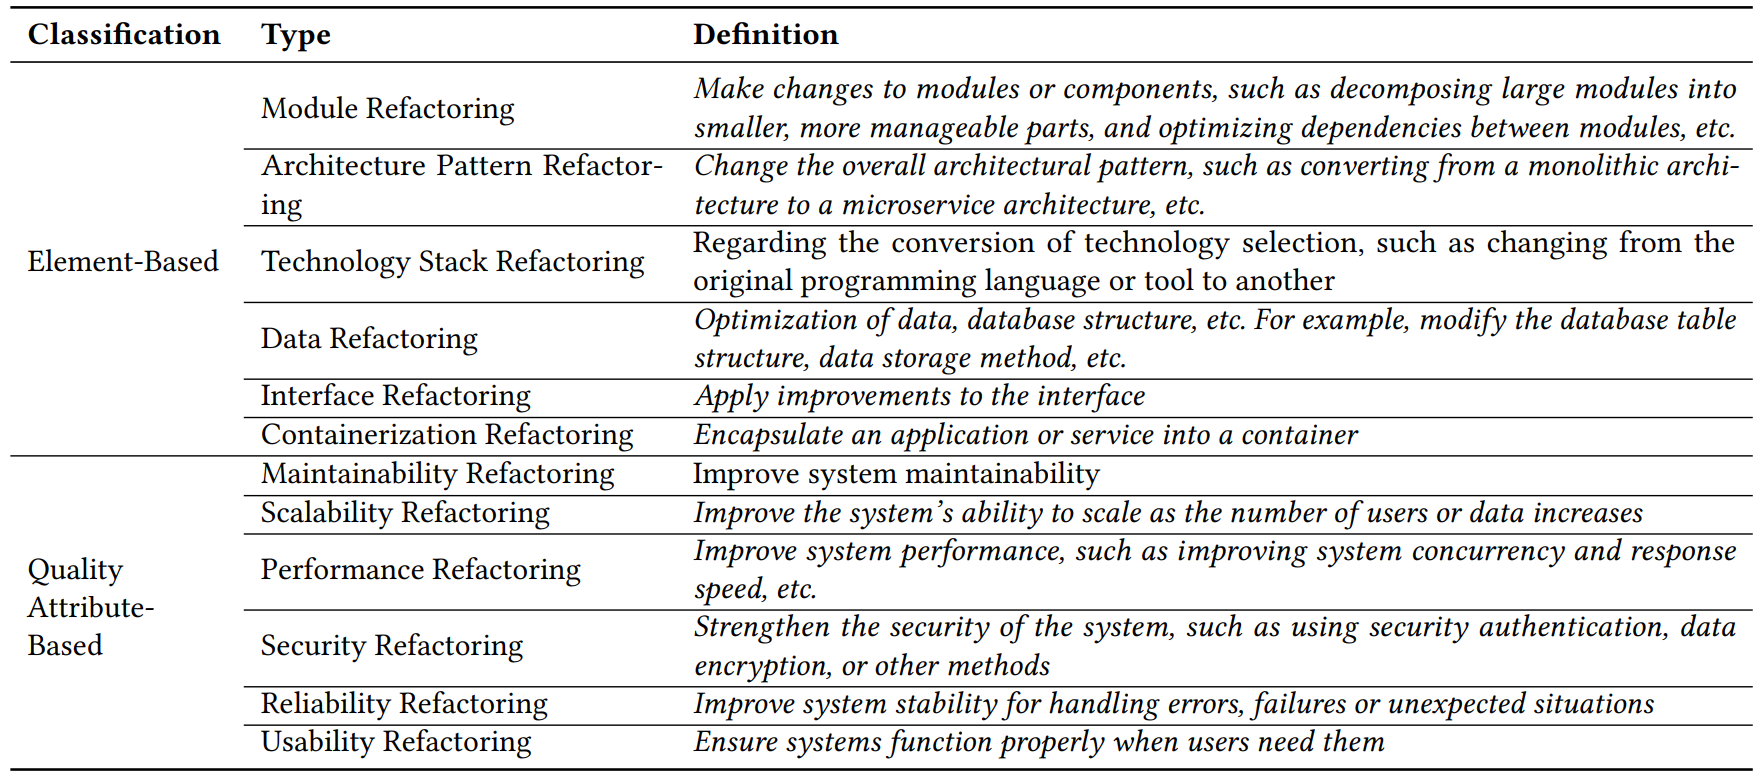 Classification Type Definition
Element-Based
Module Refactoring
Make changes to modules or components, such as decomposing large modules into
smaller, more manageable parts, and optimizing dependencies between modules, etc.
Architecture Pattern Refactor-
ing
Change the overall architectural pattern, such as converting from a monolithic archi-
tecture to a microservice architecture, etc.
Technology Stack Refactoring
Regarding the conversion of technology selection, such as changing from the
original programming language or tool to another
Data Refactoring
Optimization of data, database structure, etc. For example, modify the database table
structure, data storage method, etc.
Interface Refactoring
Apply improvements to the interface
Containerization Refactoring
Encapsulate an application or service into a container
Quality
Attribute-
Based
Maintainability Refactoring
Improve system maintainability
Scalability Refactoring
Improve the system's ability to scale as the number of users or data increases
Performance Refactoring
Improve system performance, such as improving system concurrency and response
speed, etc.
Security Refactoring
Strengthen the security of the system, such as using security authentication, data
encryption, or other methods
Reliability Refactoring
Improve system stability for handling errors, failures or unexpected situations
Usability Refactoring
Ensure systems function properly when users need them